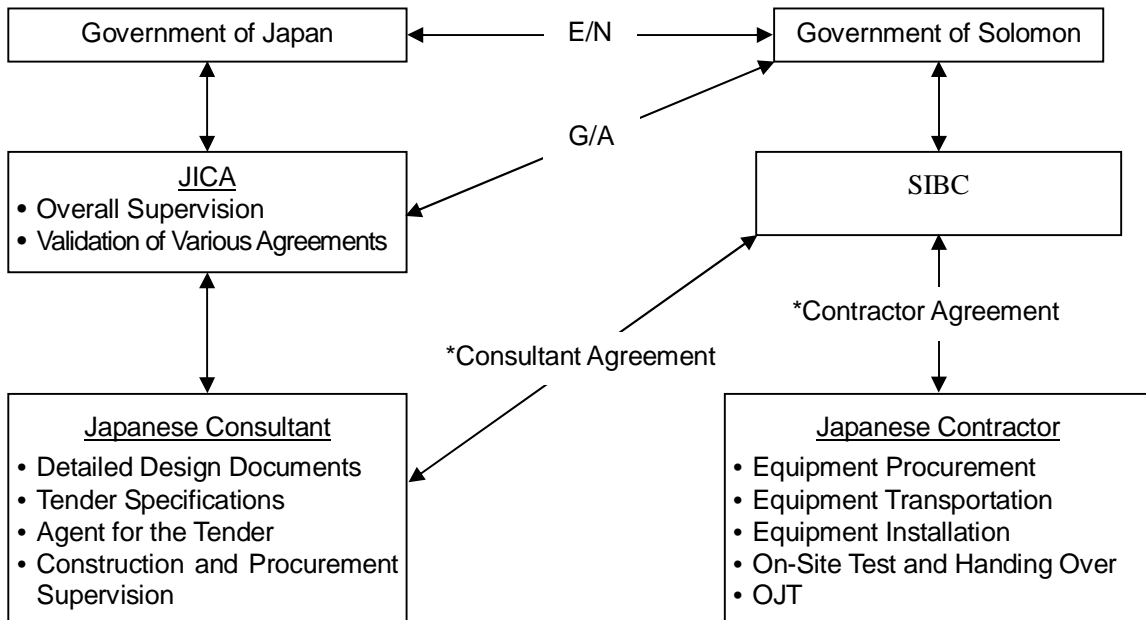 Government of Japan
E/N
Government of Solomon
G/A
JICA
• Overall Supervision
• Validation of Various Agreements
SIBC
*Contractor Agreement
*Consultant Agreement
Japanese Consultant
• Detailed Design Documents
• Tender Specifications
• Agent for the Tender
• Construction and Procurement
Supervision
Japanese Contractor
• Equipment Procurement
• Equipment Transportation
• Equipment Installation
• On-Site Test and Handing Over
• OJT